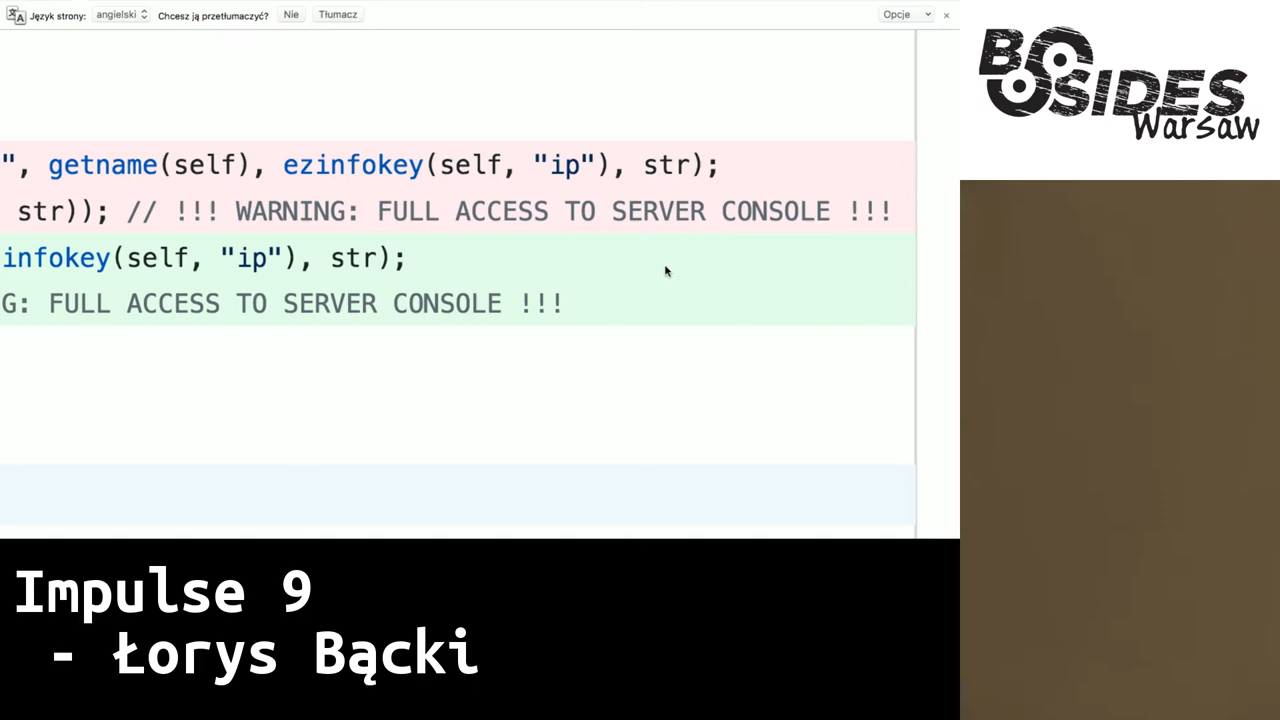 Język strony: angielski Chcesz ją przetłumaczyć? Nie Tłumacz Opcje ×
", getname(self), ezinfokey(self, "ip"), str);
str)); // !!! WARNING: FULL ACCESS TO SERVER CONSOLE !!!
infokey(self, "ip"), str);
G: FULL ACCESS TO SERVER CONSOLE !!!
BSIDES
Warsaw
Impulse 9
- Łorys Bącki